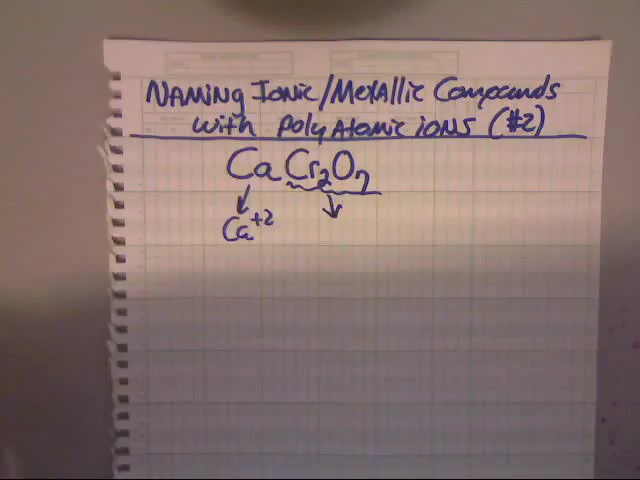 Naming Ionic/Metallic Compounds
with polyatomic ions (#2)
CaCr₂O₇
Ca⁺²